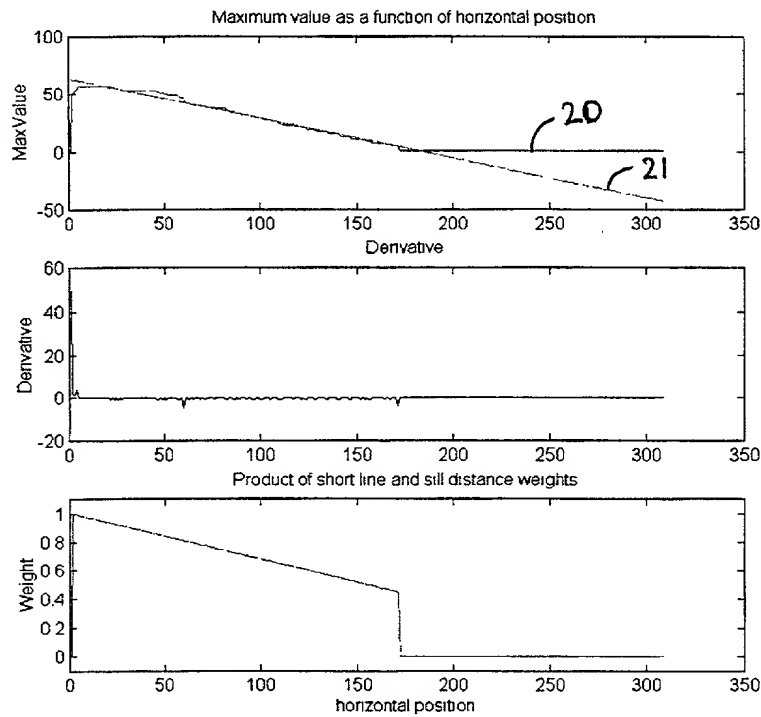 Maximum value as a function of horizontal position
100
50
0
-50
MaxValue
20
21
0 50 100 150 200 250 300 350
Derivative
60
40
20
0
-20
Derivative
0 50 100 150 200 250 300 350
Product of short line and sill distance weights
1
0 8
0 6
0 4
0 2
0
Weight
0 50 100 150 200 250 300 350
horizontal position